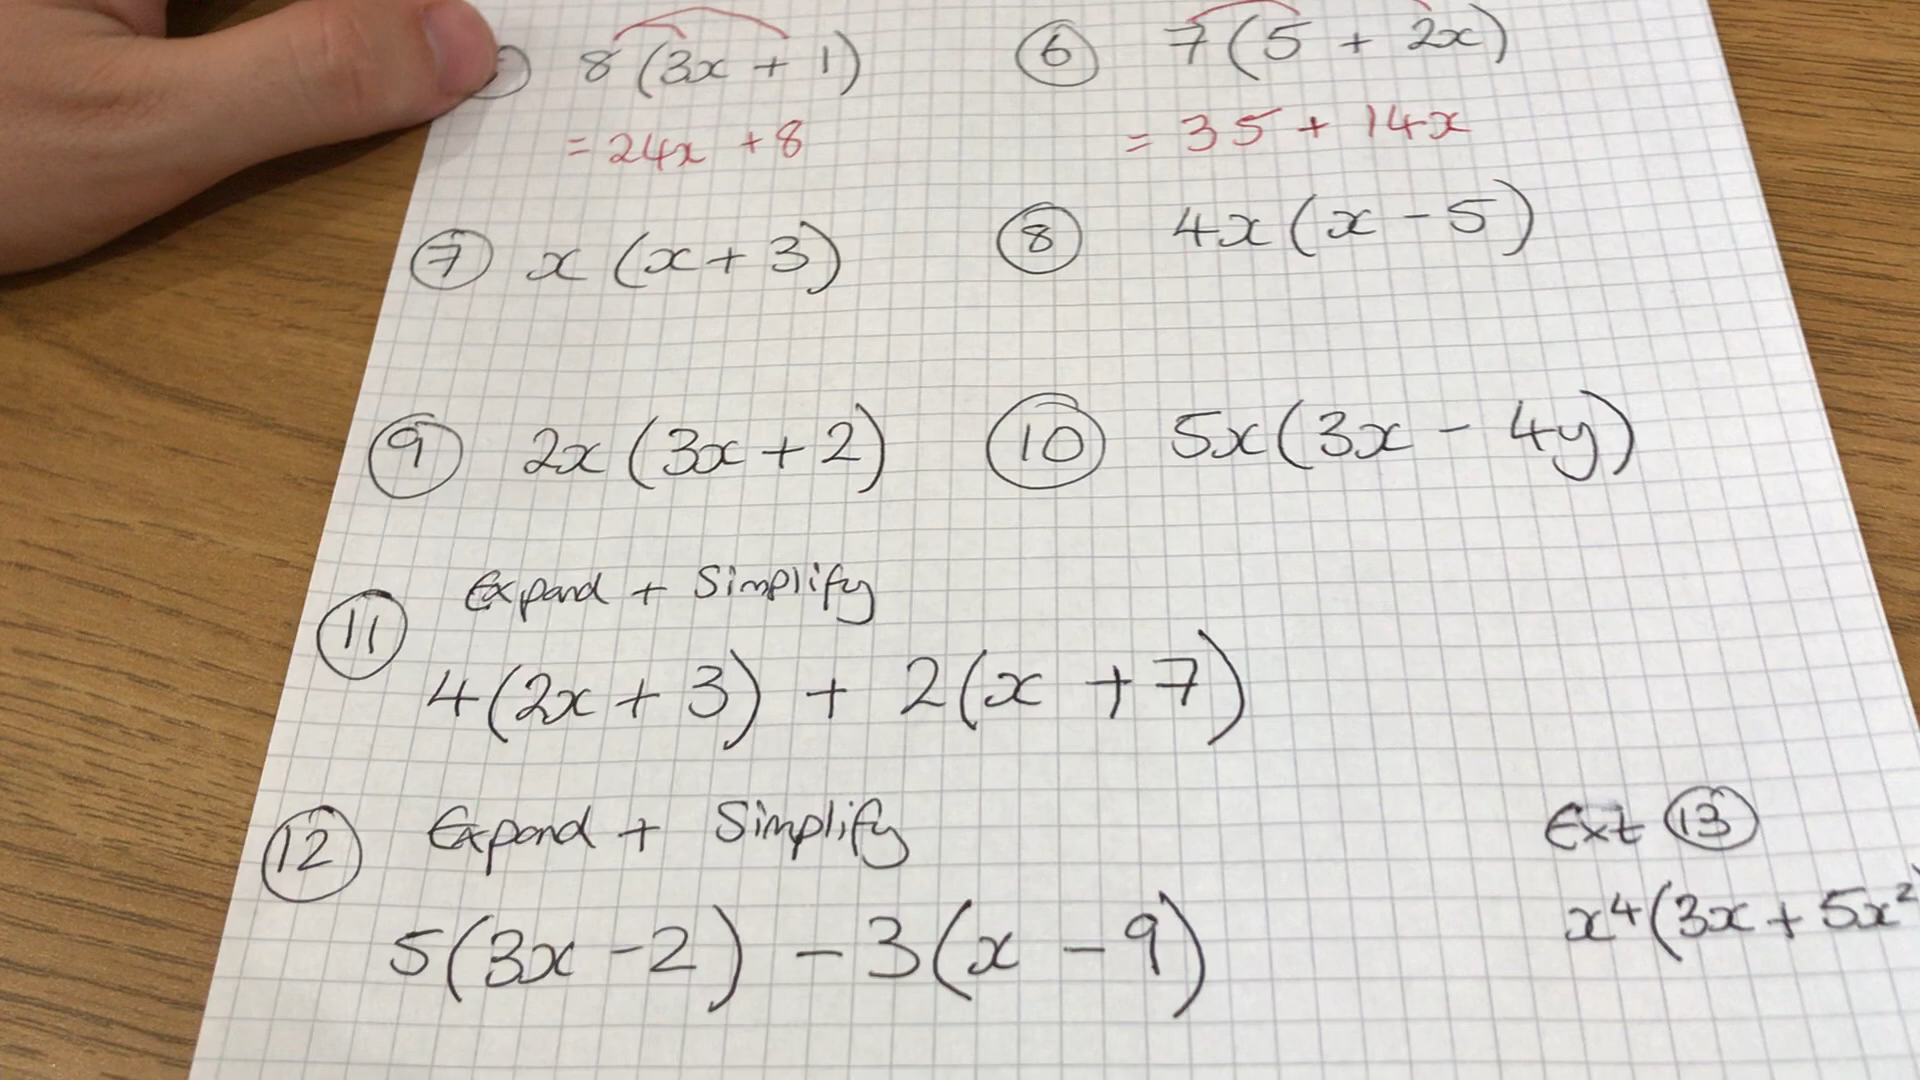 8(3x + 1)
= 24x + 8
⑥ 7(5 + 2x)
= 35 + 14x
⑦ x(x + 3)
⑧ 4x(x - 5)
⑨ 2x(3x + 2)
⑩ 5x(3x - 4y)
⑪ Expand + Simplify
4(2x + 3) + 2(x + 7)
⑫ Expand + Simplify
5(3x - 2) - 3(x - 9)
Ext ⑬
x⁴(3x + 5x²)